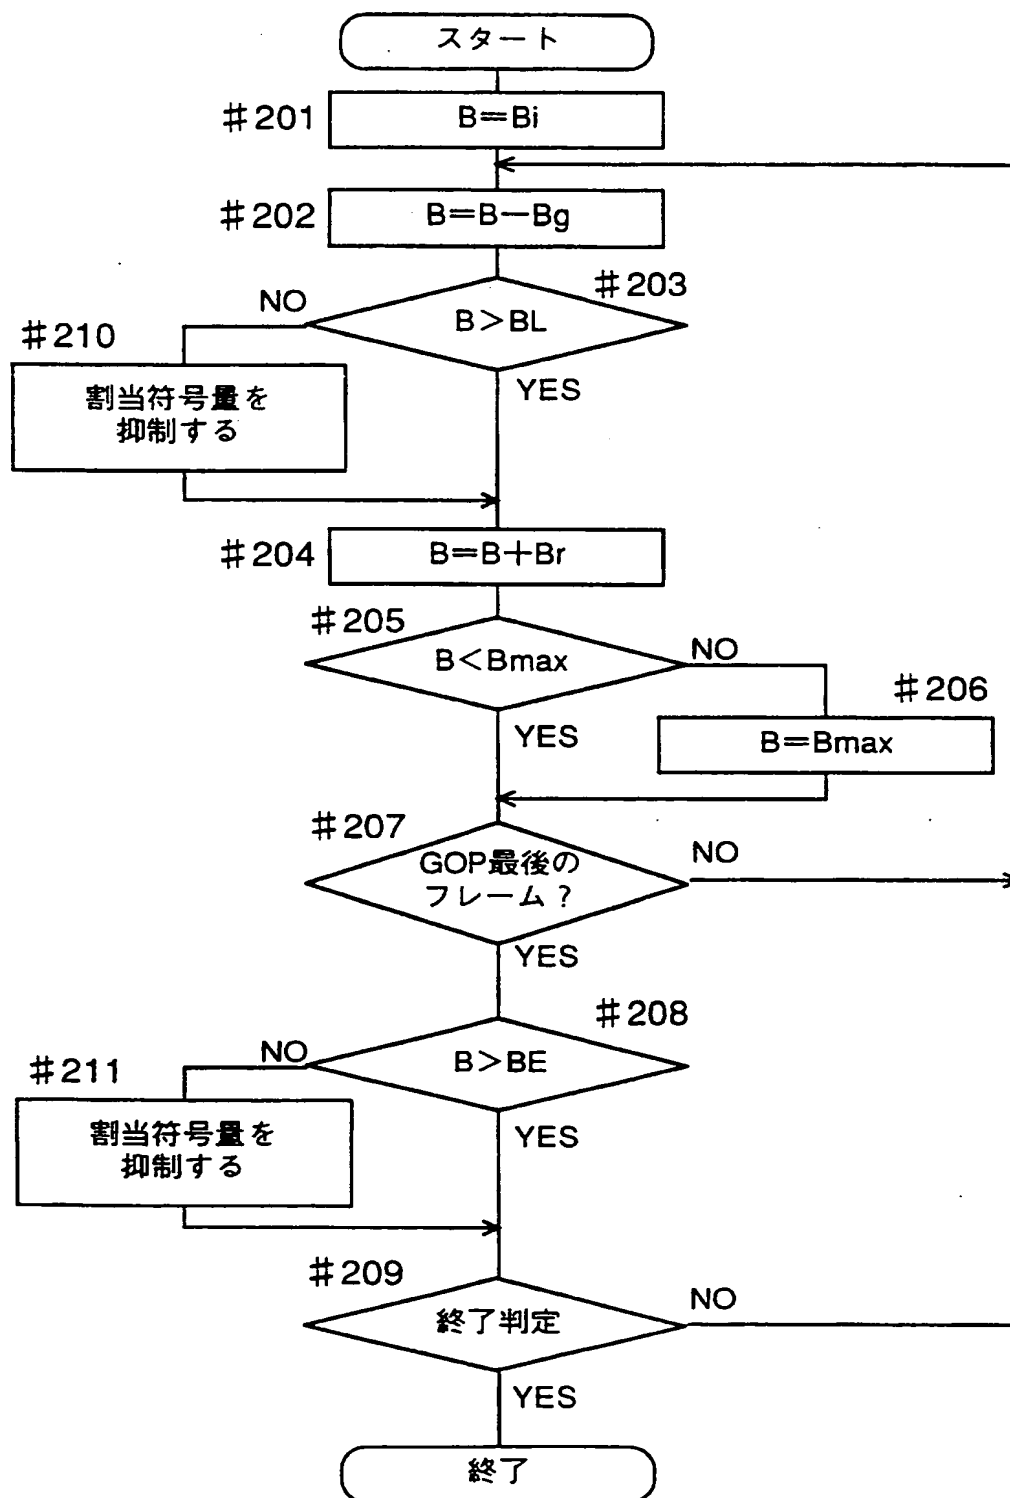 スタート
#201
B=Bi
#202
B=B-Bg
#203
B>BL
NO
YES
#210
割当符号量を
抑制する
#204
B=B+Br
#205
B<Bmax
NO
YES
#206
B=Bmax
#207
GOP最後の
フレーム?
NO
YES
#208
B>BE
NO
YES
#211
割当符号量を
抑制する
#209
終了判定
NO
YES
終了